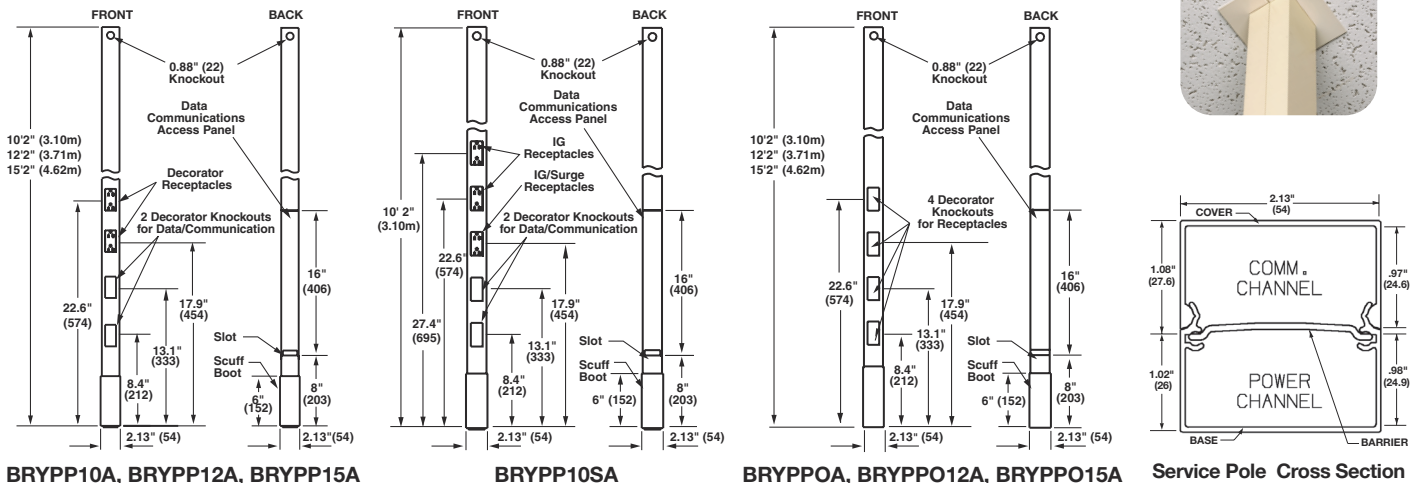 FRONT
BACK
0.88" (22)
Knockout
Data
Communications
Access Panel
10'2" (3.10m)
12'2" (3.71m)
15'2" (4.62m)
Decorator
Receptacles
2 Decorator Knockouts
for Data/Communication
22.6"
(574)
17.9"
(454)
13.1"
(333)
8.4"
(212)
16"
(406)
Slot
Scuff
Boot
6"
(152)
8"
(203)
2.13" (54)
2.13"(54)
BRYPP10A, BRYPP12A, BRYPP15A
FRONT
BACK
0.88" (22)
Knockout
Data
Communications
Access Panel
IG
Receptacles
IG/Surge
Receptacles
10' 2"
(3.10m)
2 Decorator Knockouts
for Data/Communication
22.6"
(574)
27.4"
(695)
17.9"
(454)
13.1"
(333)
8.4"
(212)
16"
(406)
Slot
Scuff
Boot
6" (152)
8"
(203)
2.13" (54)
2.13" (54)
BRYPP10SA
FRONT
BACK
0.88" (22)
Knockout
Data
Communications
Access Panel
10'2" (3.10m)
12'2" (3.71m)
15'2" (4.62m)
4 Decorator
Knockouts
for Receptacles
22.6"
(574)
17.9"
(454)
13.1"
(333)
8.4"
(212)
16"
(406)
Slot
Scuff
Boot
6" (152)
8"
(203)
2.13" (54)
2.13" (54)
BRYPPOA, BRYPPO12A, BRYPPO15A
2.13"
(54)
COVER
1.08"
(27.6)
COMM.
CHANNEL
.97"
(24.6)
1.02"
(26)
POWER
CHANNEL
.98"
(24.9)
BASE
BARRIER
Service Pole Cross Section